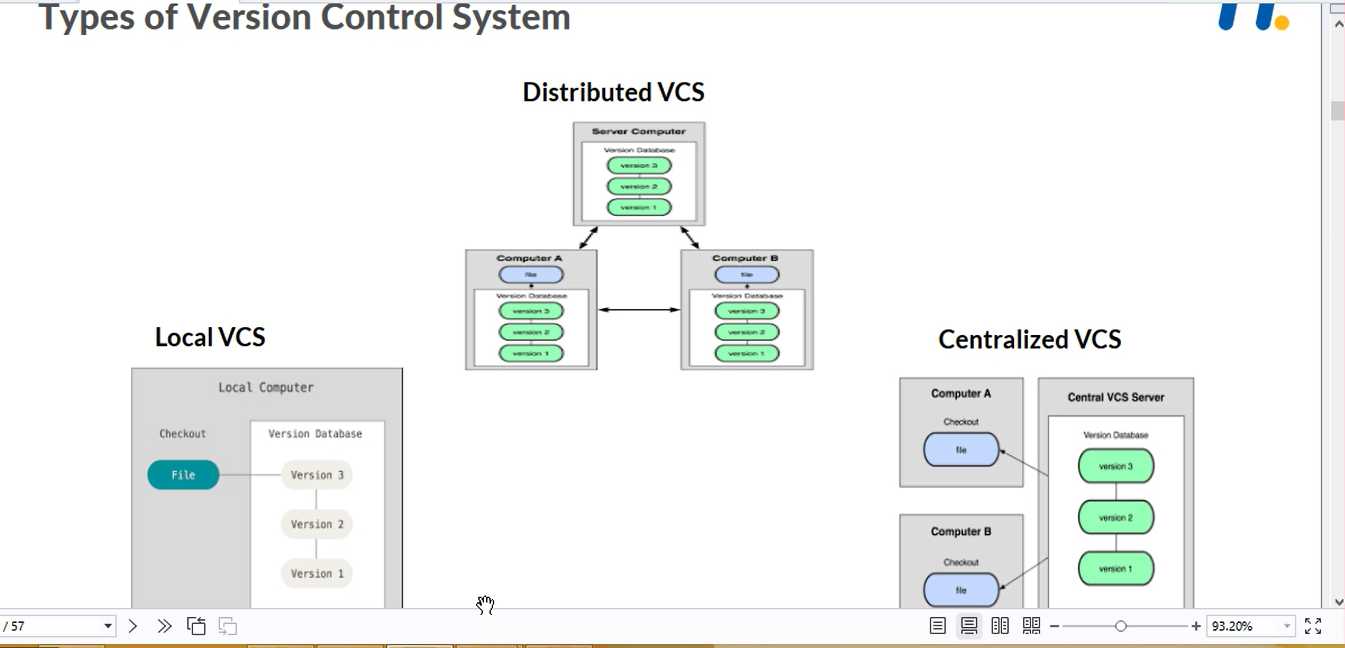 Types of Version Control System
Distributed VCS
Server Computer
Version Database
version 3
version 2
version 1
Computer A
file
Version Database
version 3
version 2
version 1
Computer B
file
Version Database
version 3
version 2
version 1
Local VCS
Local Computer
Checkout
Version Database
File
Version 3
Version 2
Version 1
Centralized VCS
Computer A
Checkout
file
Computer B
Checkout
file
Central VCS Server
Version Database
version 3
version 2
version 1
/ 57
93.20%